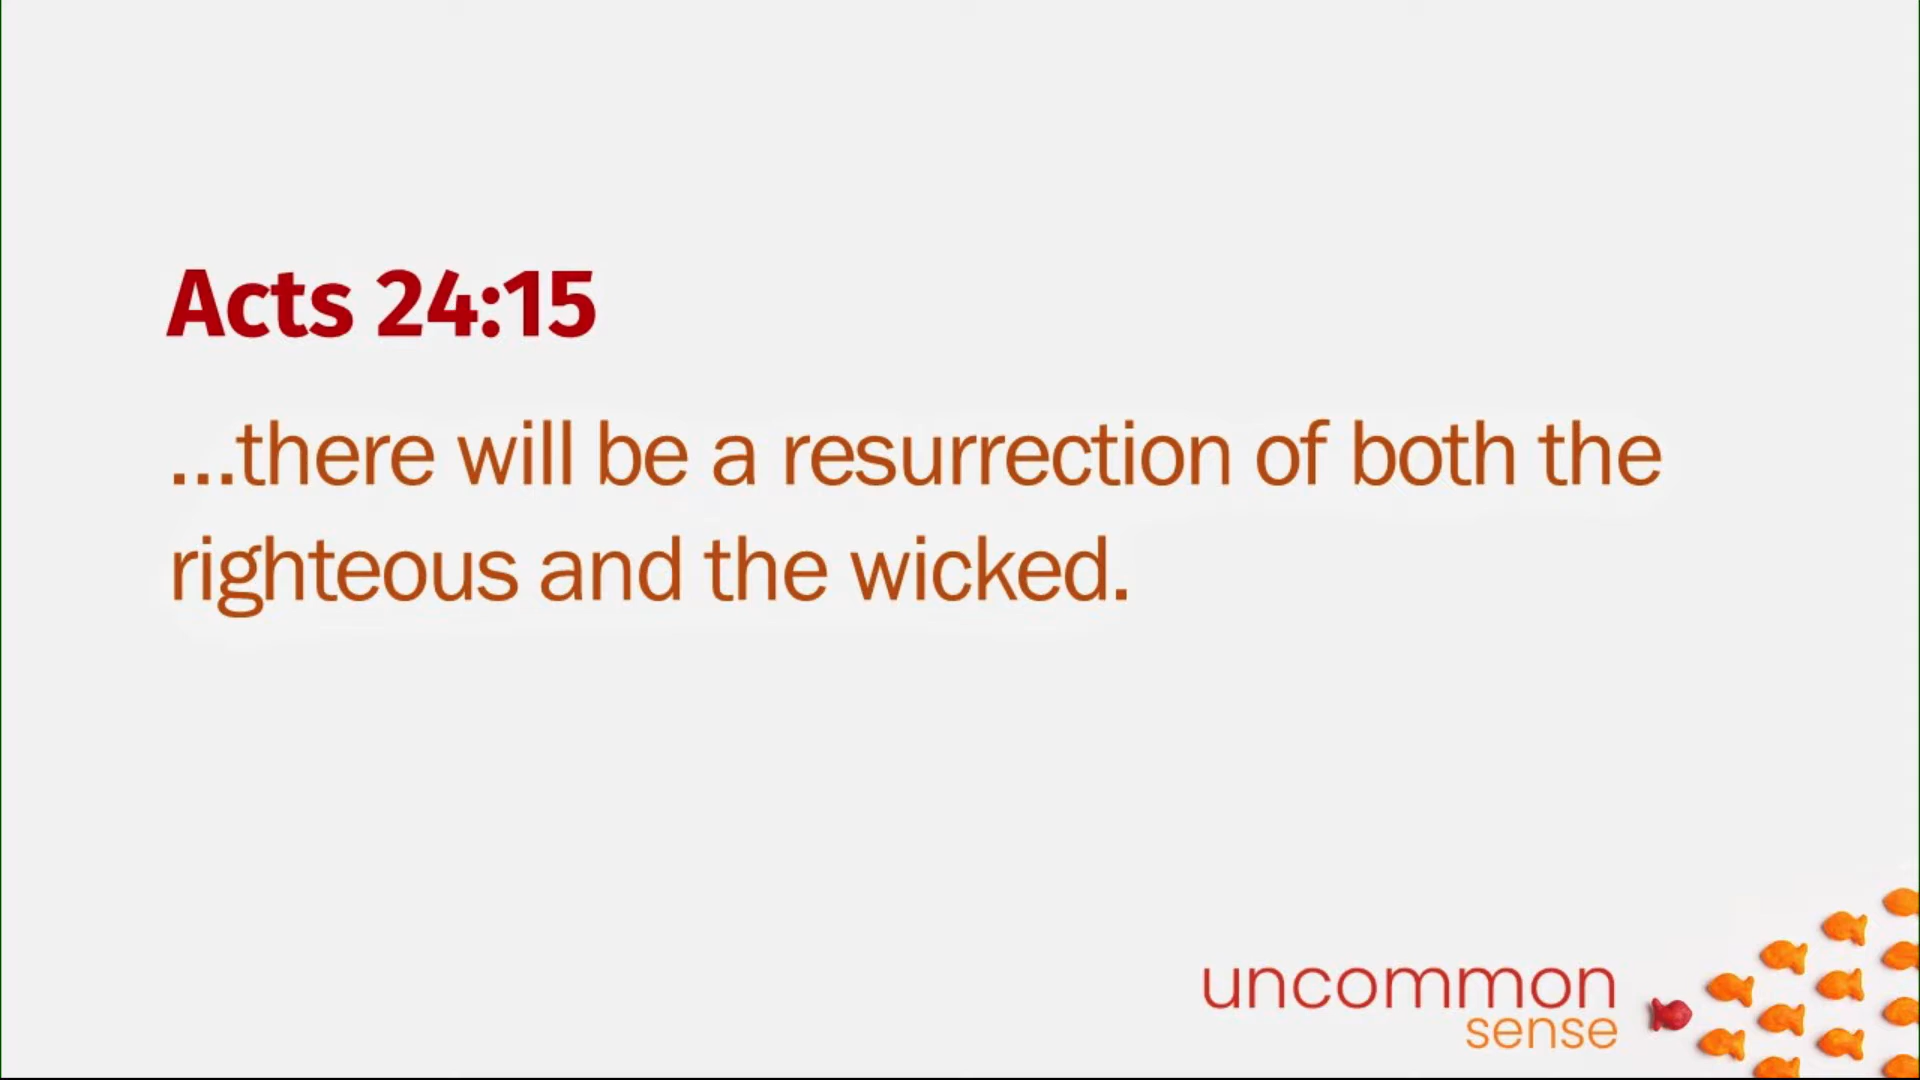 Acts 24:15
...there will be a resurrection of both the
righteous and the wicked.
uncommon
sense